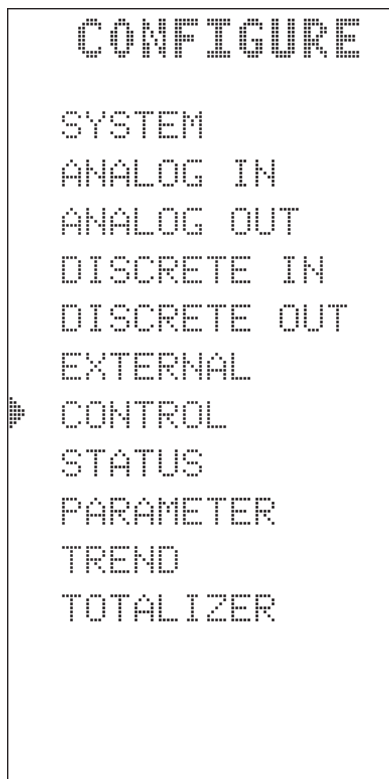 CONFIGURE
SYSTEM
ANALOG IN
ANALOG OUT
DISCRETE IN
DISCRETE OUT
EXTERNAL
CONTROL
STATUS
PARAMETER
TREND
TOTALIZER